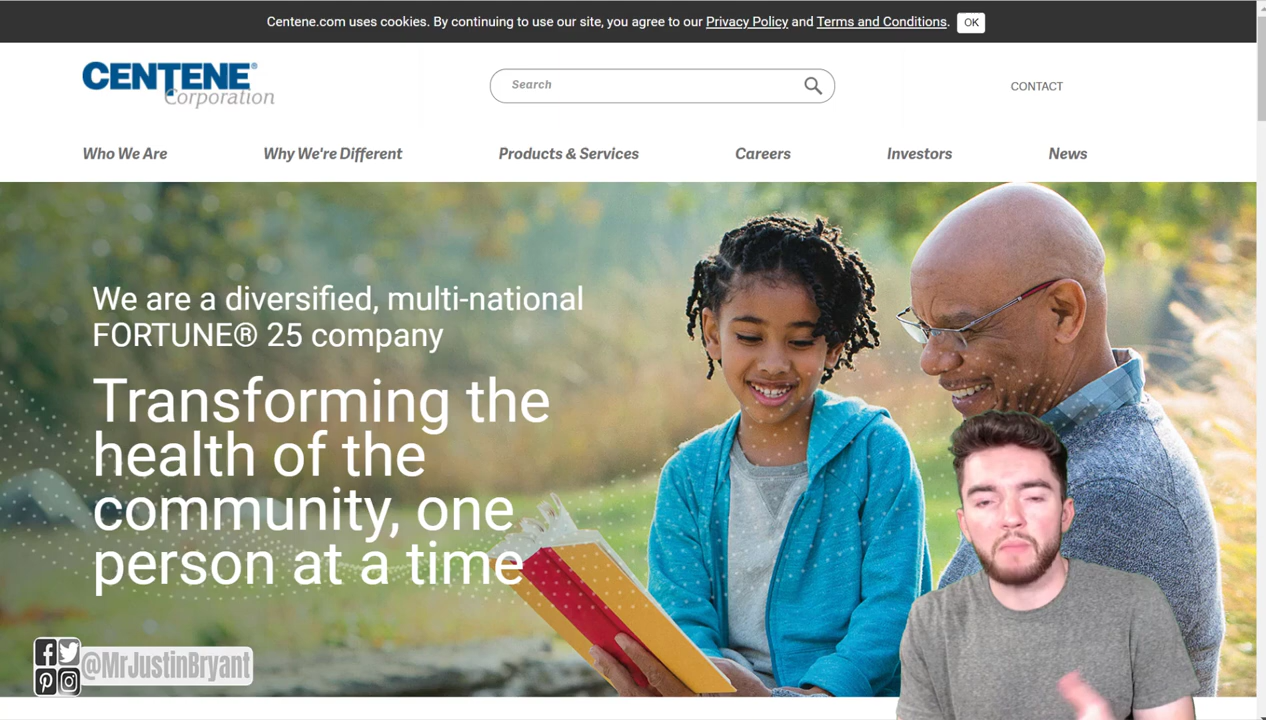 Centene.com uses cookies. By continuing to use our site, you agree to our Privacy Policy and Terms and Conditions. OK
CENTENE®
Corporation
Search
CONTACT
Who We Are
Why We're Different
Products & Services
Careers
Investors
News
We are a diversified, multi-national
FORTUNE® 25 company
Transforming the
health of the
community, one
person at a time
@MrJustinBryant